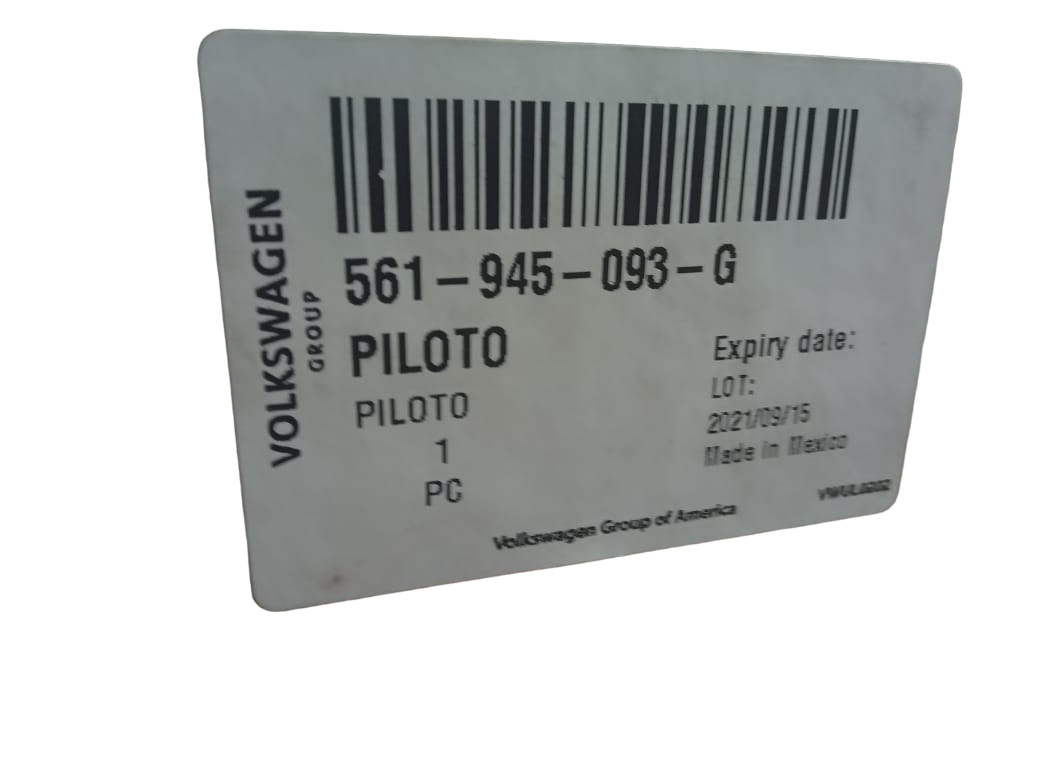 VOLKSWAGEN
GROUP
561-945-093-G
PILOTO
PILOTO
1
PC
Expiry date:
LOT:
2021/09/15
Made in Mexico
Volkswagen Group of America